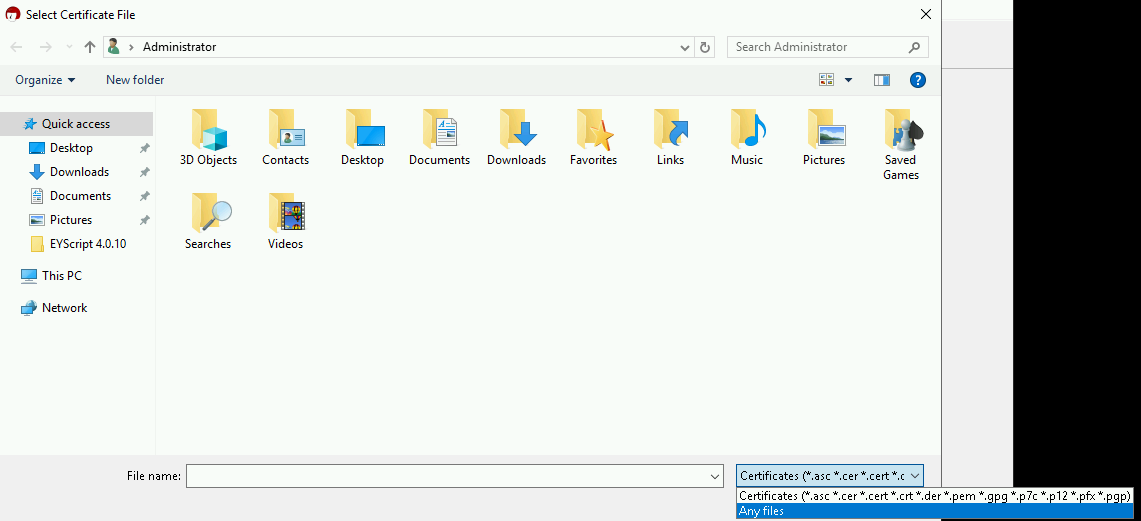 Select Certificate File
Administrator
Search Administrator
Organize
New folder
Quick access
Desktop
Downloads
Documents
Pictures
EYScript 4.0.10
This PC
Network
3D Objects
Contacts
Desktop
Documents
Downloads
Favorites
Links
Music
Pictures
Saved
Games
Searches
Videos
File name:
Certificates (*.asc *.cer *.cert *.c
Certificates (*.asc *.cer *.cert *.crt *.der *.pem *.gpg *.p7c *.p12 *.pfx *.pgp)
Any files